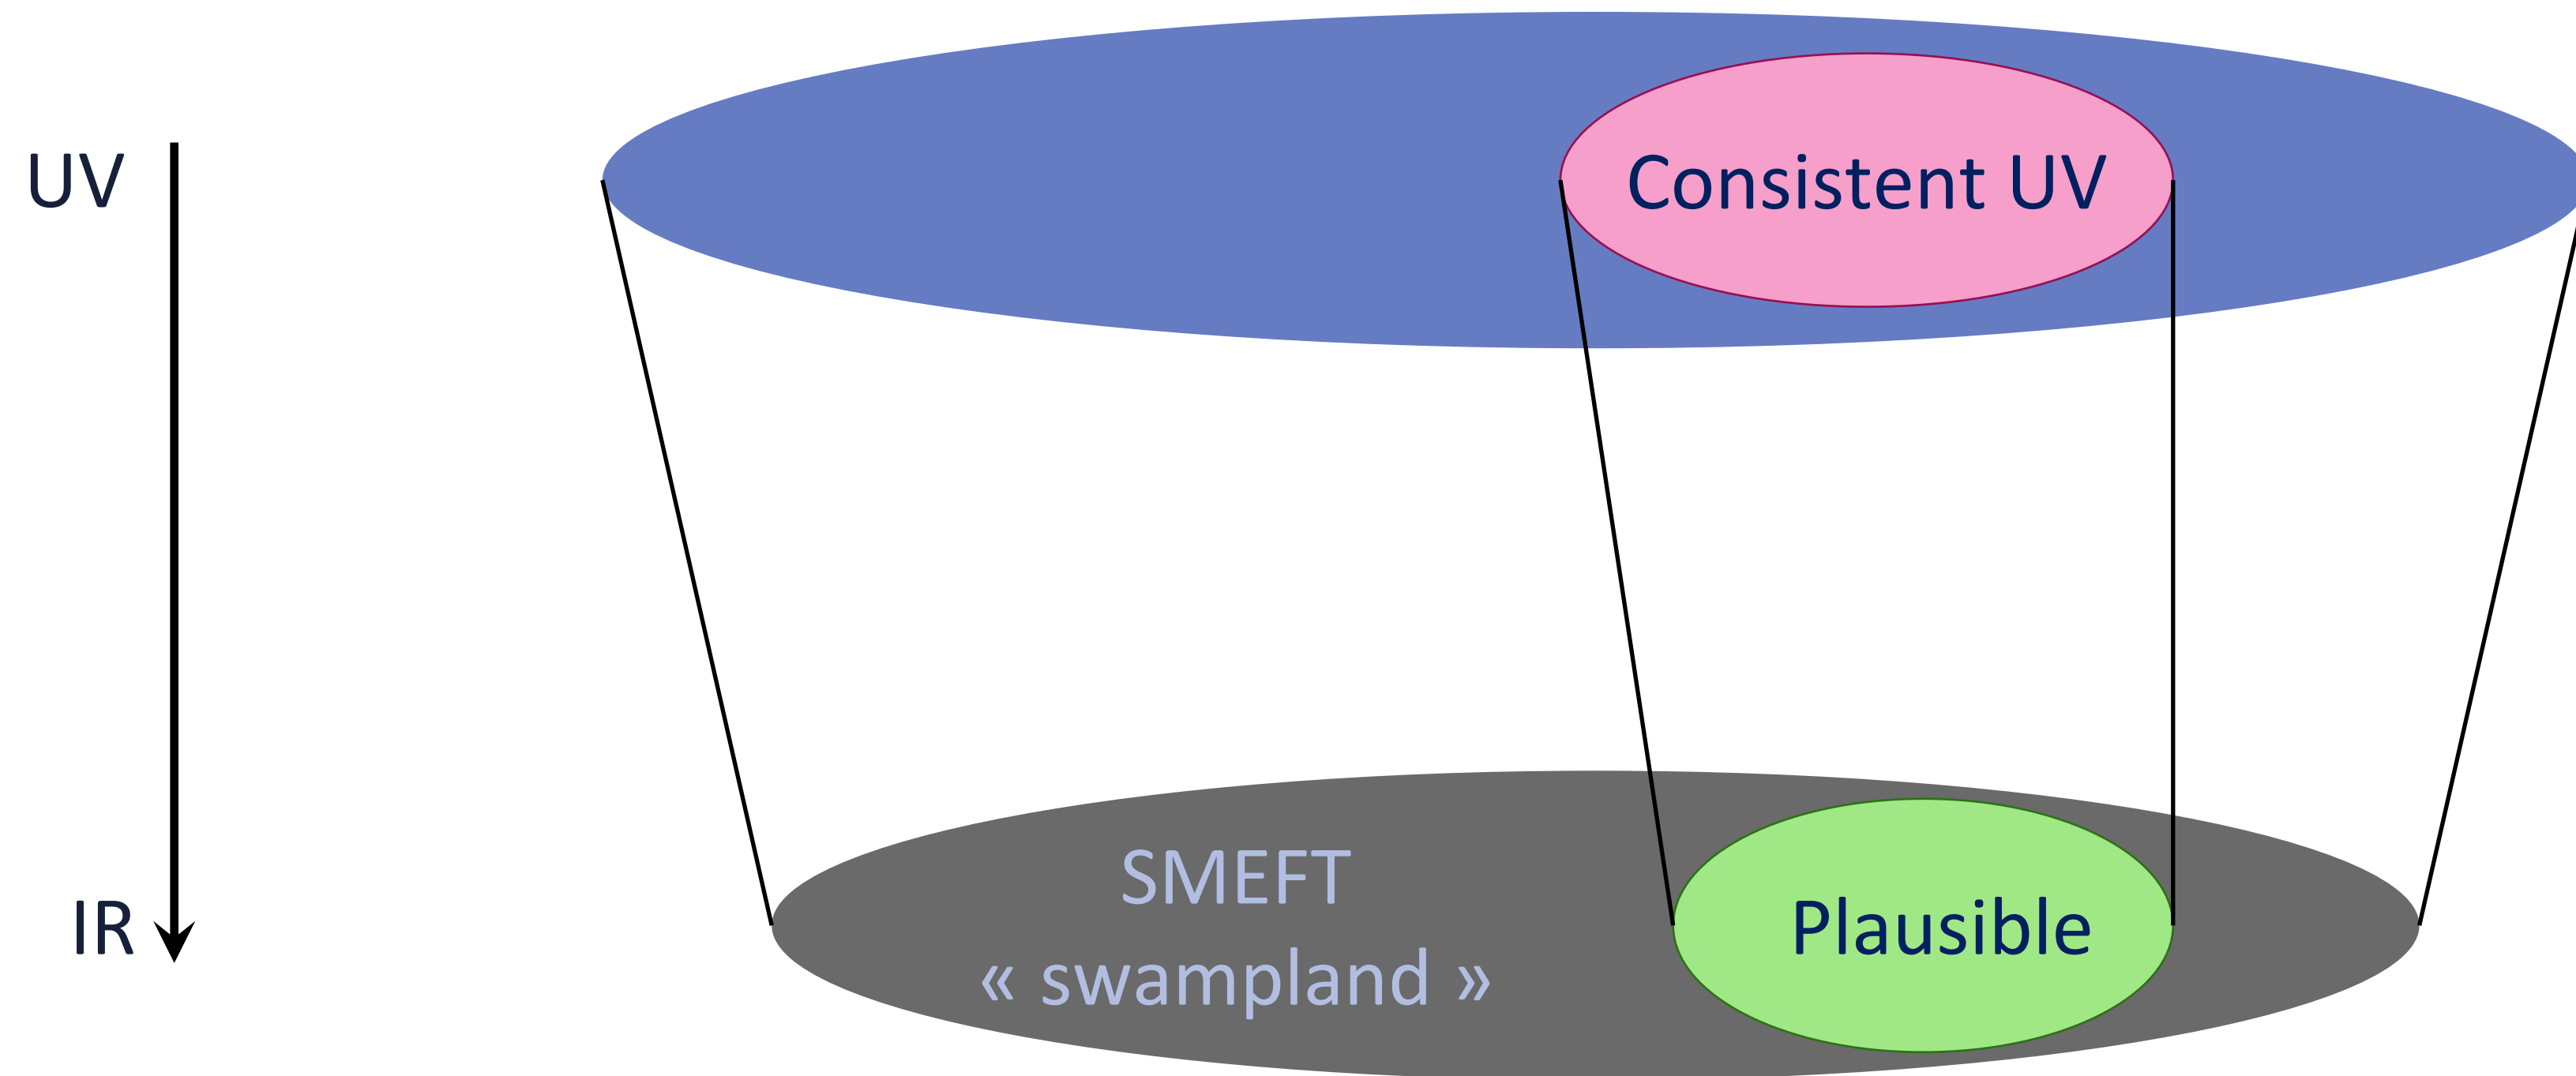 UV
Consistent UV
SMEFT
« swampland »
IR
Plausible